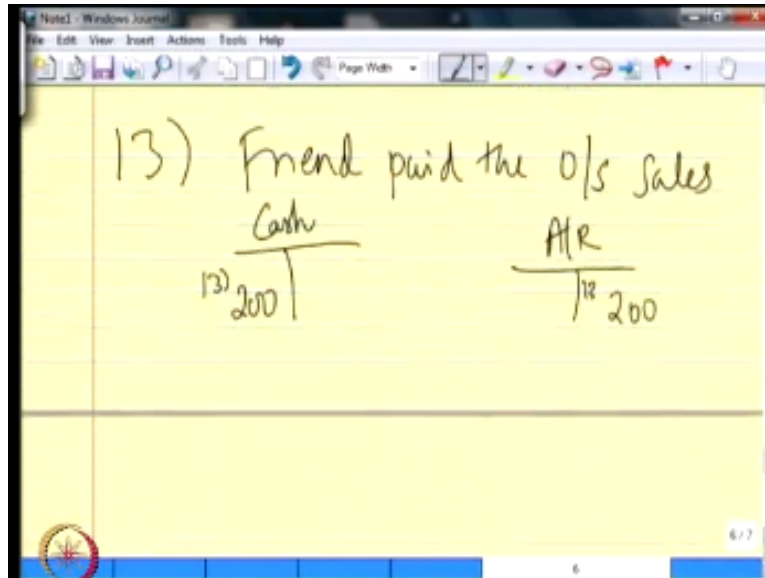 Note1 - Windows Journal
File Edit View Insert Actions Tools Help
Page Width
13) Friend paid the O/S Sales
Cash A/R
13) 200 12 200
6 / 7
6